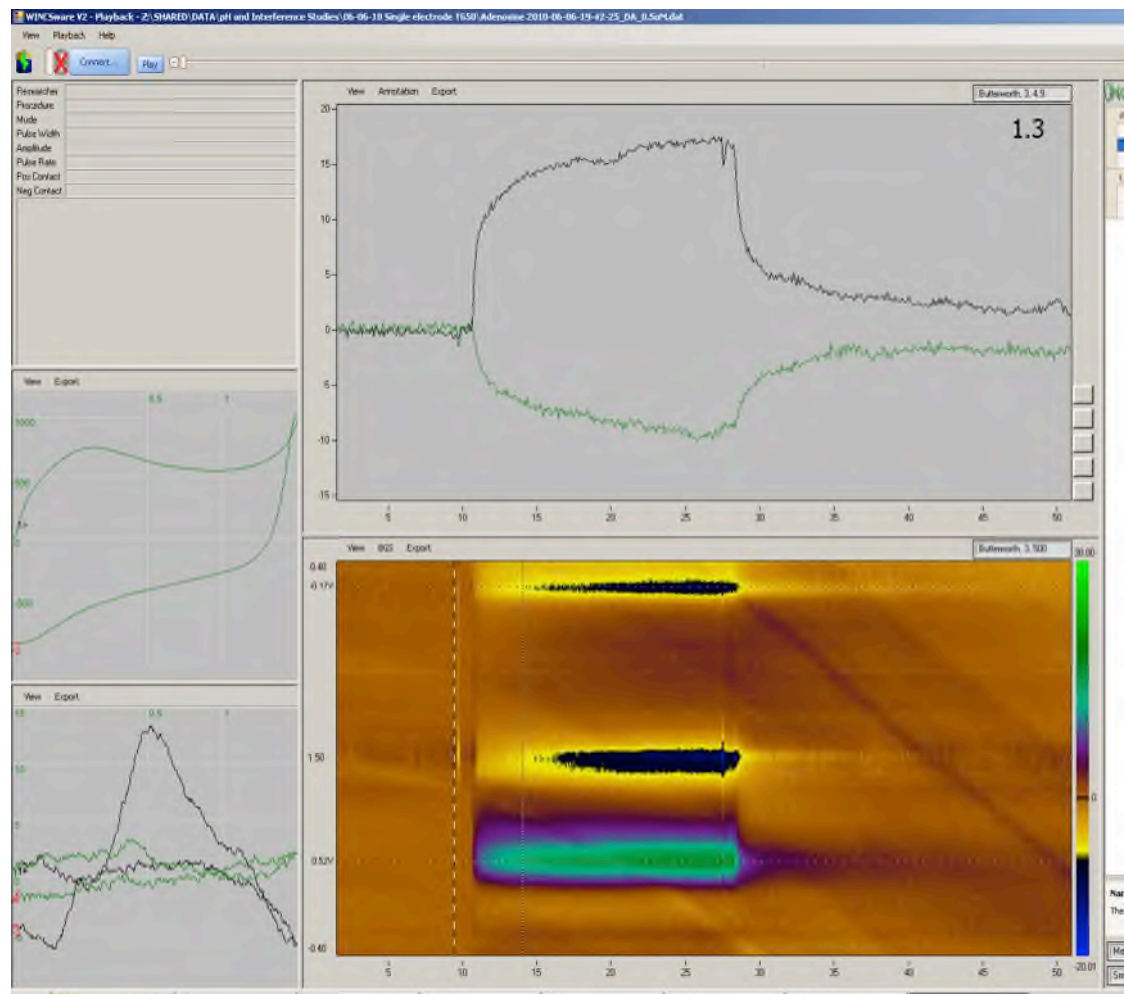 WINCSware V2 - Playback - Z:\SHARED\DATA\pH and Interference Studies\06-06-10 Single electrode 1650\Adenosine 2010-06-06-19-42-25_DA_0.5uM.dat
View Playback Help
Connect... Play
Researcher
Procedure
Mode
Pulse Width
Amplitude
Pulse Rate
Pos Contact
Neg Contact
View Annotation Export
Butterworth, 3, 4.9
1.3
20
15
10
5
0
5
-10
-15
5 10 15 20 25 30 35 40 45 50
View Export
0.5 1
1000
500
0
-500
View Export
0.5 1
10
View BGS Export
Butterworth, 3, 500
30.00
-0.40
-0.17V
1.50
0
0.52V
-0.40
-20.01
5 10 15 20 25 30 35 40 45 50
Nar
The